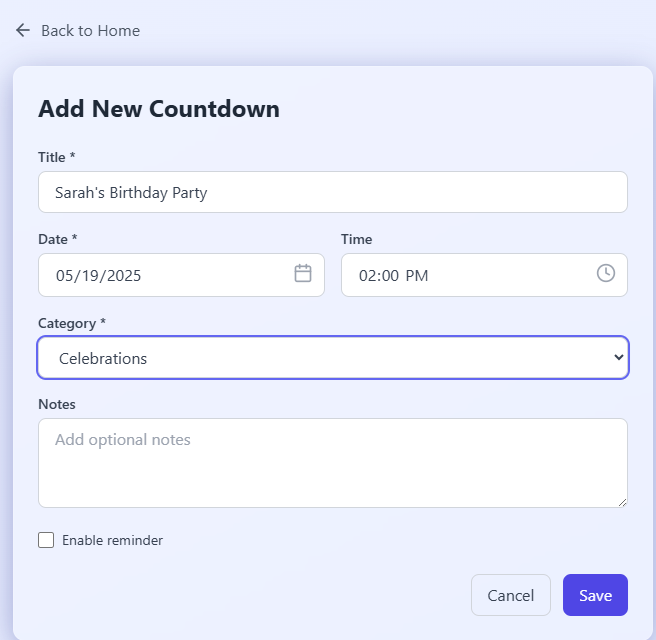 Back to Home
Add New Countdown
Title *
Sarah's Birthday Party
Date * Time
05/19/2025 02:00 PM
Category *
Celebrations
Notes
Add optional notes
Enable reminder
Cancel Save